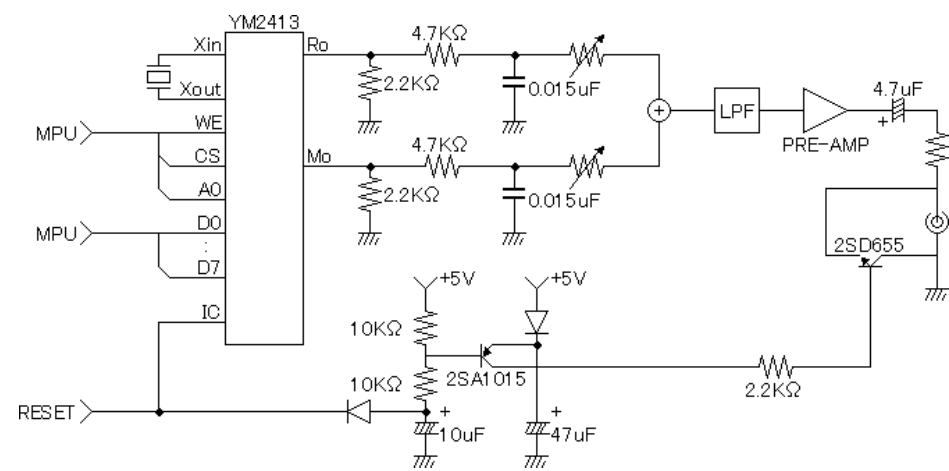 YM2413
Xin
Ro
4.7KΩ
Xout
2.2KΩ
0.015uF
4.7uF
+
LPF
PRE-AMP
MPU
WE
CS
A0
Mo
4.7KΩ
2.2KΩ
0.015uF
MPU
D0
:
D7
2SD655
IC
+5V
+5V
10KΩ
10KΩ
2SA1015
2.2KΩ
RESET
+
10uF
+
47uF